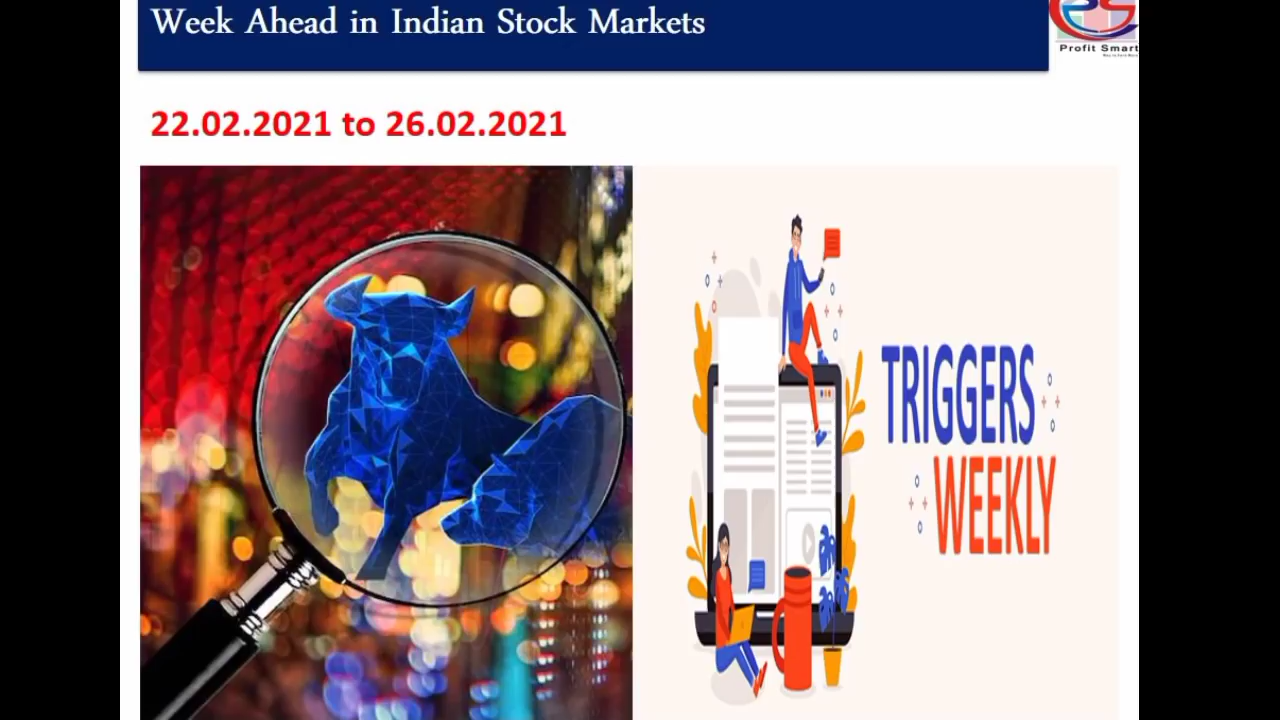 Week Ahead in Indian Stock Markets
Profit Smart
22.02.2021 to 26.02.2021
TRIGGERS
WEEKLY